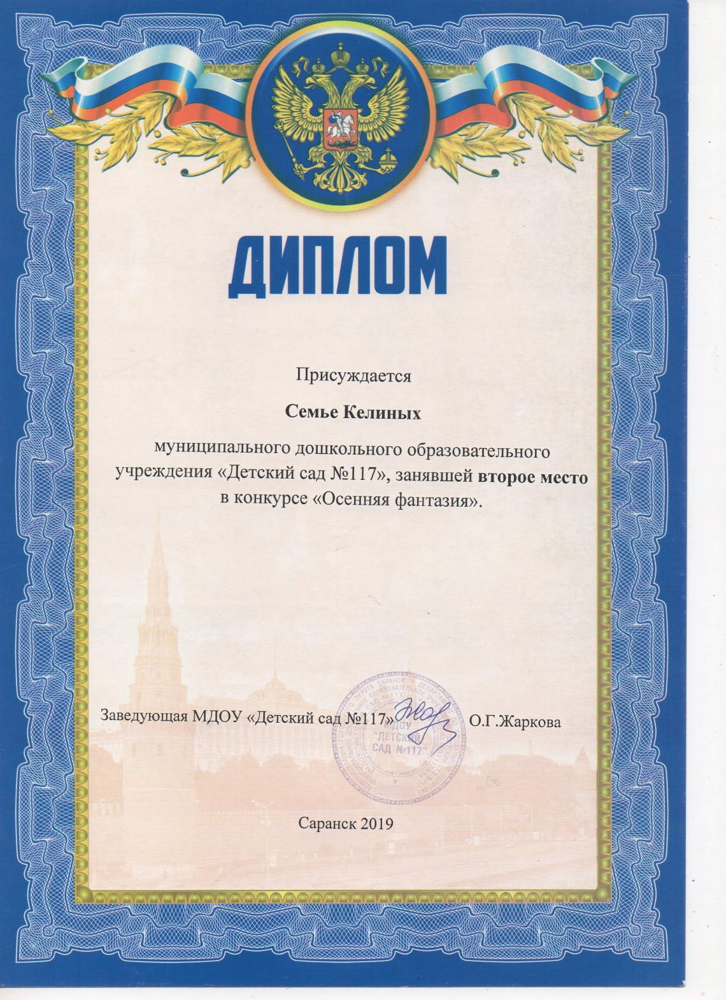 ДИПЛОМ
Присуждается
Семье Келиных
муниципального дошкольного образовательного
учреждения «Детский сад №117», занявшей второе место
в конкурсе «Осенняя фантазия».
Заведующая МДОУ «Детский сад №117» О.Г.Жаркова
МДОУ
"ДЕТСКИЙ
САД №117"
Саранск 2019